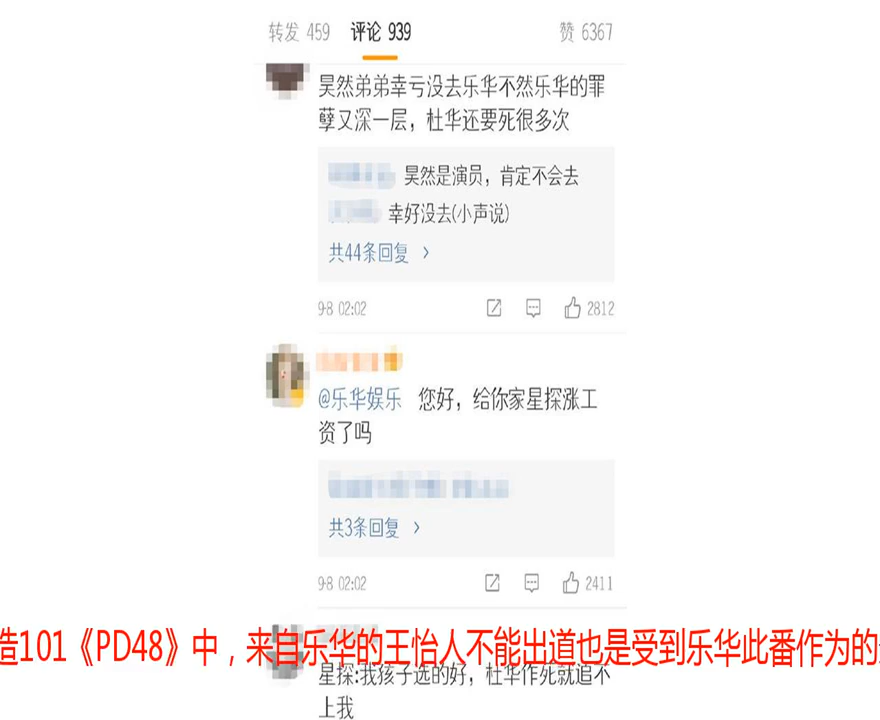 转发 459 评论 939 赞 6367
昊然弟弟幸亏没去乐华不然乐华的罪
孽又深一层，杜华还要死很多次
昊然是演员，肯定不会去
幸好没去(小声说)
共44条回复 >
9-8 02:02 2812
@乐华娱乐 您好，给你家星探涨工
资了吗
共3条回复 >
9-8 02:02 2411
造101《PD48》中，来自乐华的王怡人不能出道也是受到乐华此番作为的
星探:我孩子选的好，杜华作死就追不
上我